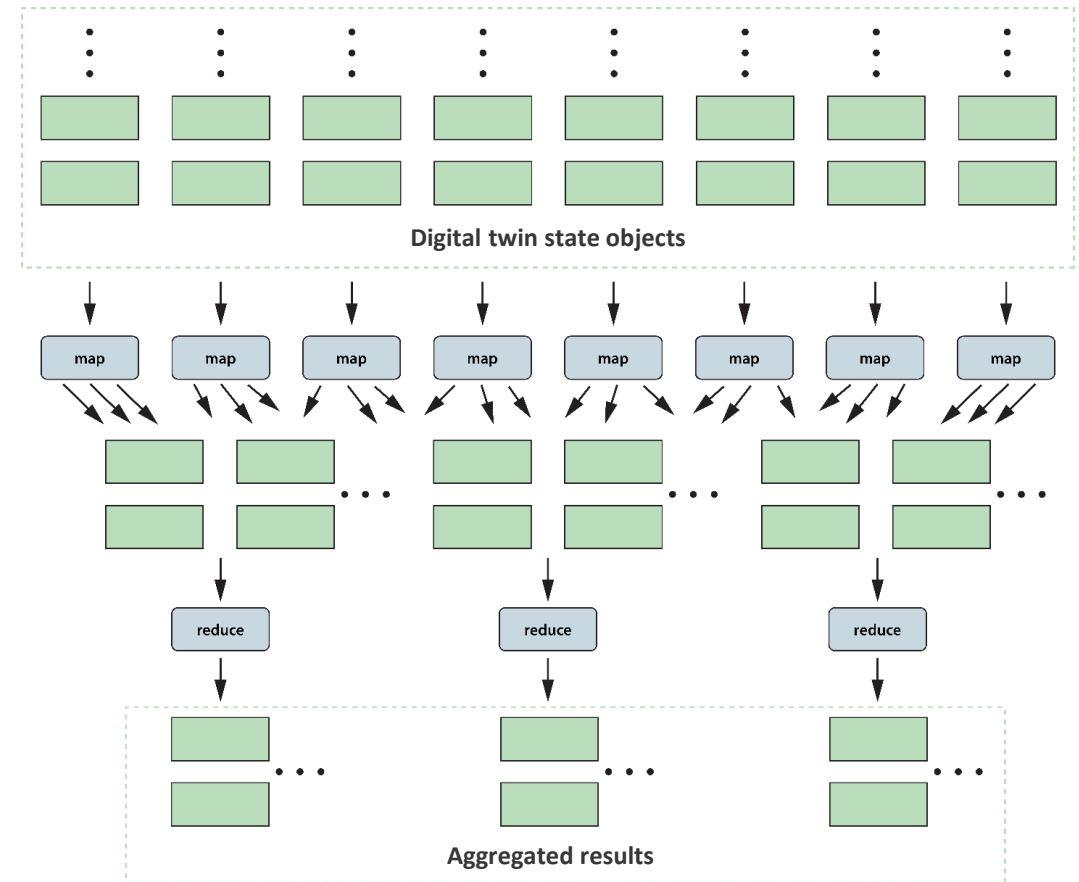 Digital twin state objects
map map map map map map map map
reduce reduce reduce
Aggregated results